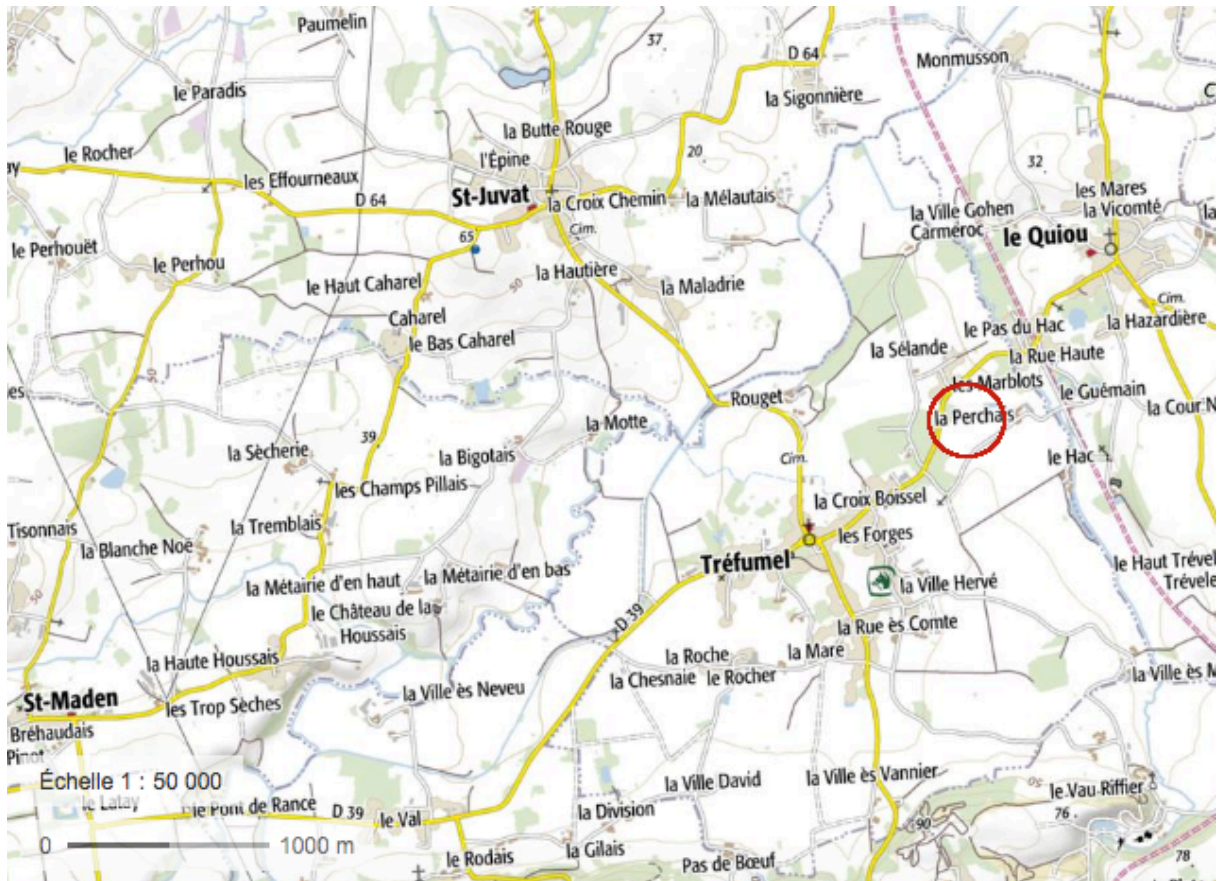 Paumelin
37
D 64
Monmusson
le Paradis
la Sigonnière
la Butte Rouge
le Rocher
l'Épine
20
32
les Effourneaux
les Mares
St-Juvat
la Croix Chemin
la Mélautais
la Vicomté
D 64
la Ville Gohen
Carmeroc
le Quiou
Cim.
65
le Perhouët
le Perhou
la Hautière
50
le Haut Caharel
la Maladrie
Cim.
Caharel
le Pas du Hac
la Hazardière
le Bas Caharel
la Sélande
la Rue Haute
50
les Marblots
le Guémain
Rouget
la Perchais
la Cour N
la Motte
39
la Sècherie
la Bigotais
Cim.
le Hac
les Champs Pillais
la Croix Boissel
Tisonnais
la Tremblais
les Forges
la Blanche Noë
Tréfumel
le Haut Tréve
Trévele
la Métairie d'en haut
la Métairie d'en bas
la Ville Hervé
50
le Château de la
Houssais
D 39
la Rue ès Comte
la Haute Houssais
la Roche
la Mare
la Chesnaie
le Rocher
la Ville ès M
St-Maden
la Ville ès Neveu
les Trop Sèches
Bréhaudais
Pinot
Échelle 1 : 50 000
la Ville David
la Ville ès Vannier
50
le Vau Riffier
le Latay
le Pont de Rance
D 39
le Val
la Division
76
90
0
1000 m
le Rodais
la Gilais
Pas de Bœuf
78